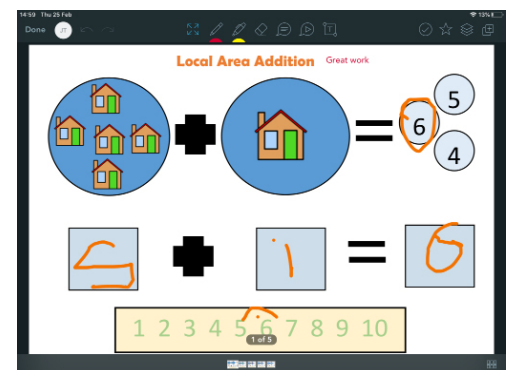 14:59 Thu 25 Feb 13%
Done JT
Local Area Addition Great work
5
6
4
5 1 6
1 2 3 4 5 6 7 8 9 10
1 of 5